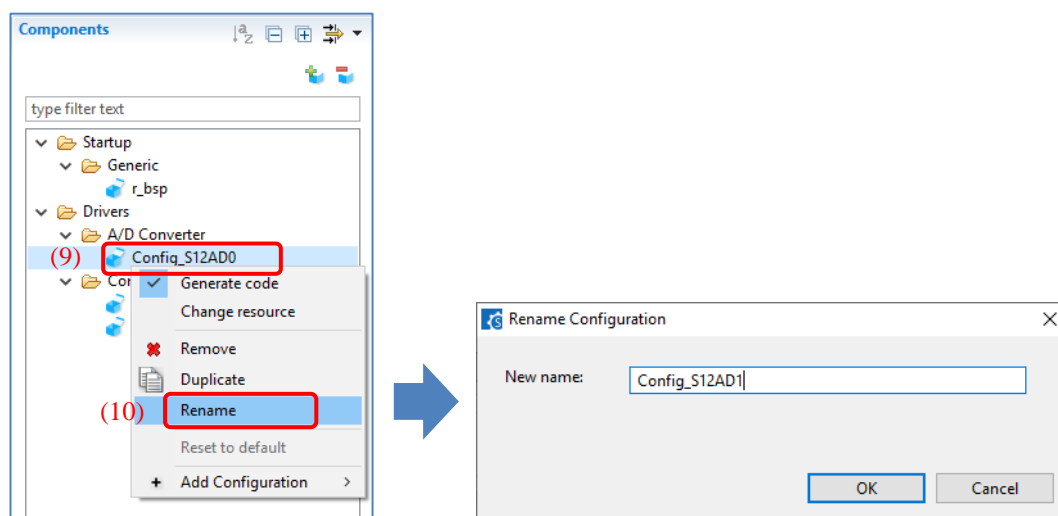 Components
type filter text
Startup
Generic
r_bsp
Drivers
A/D Converter
(9) Config_S12AD0
Generate code
Change resource
Remove
Duplicate
(10) Rename
Reset to default
Add Configuration
Rename Configuration
New name: Config_S12AD1
OK Cancel